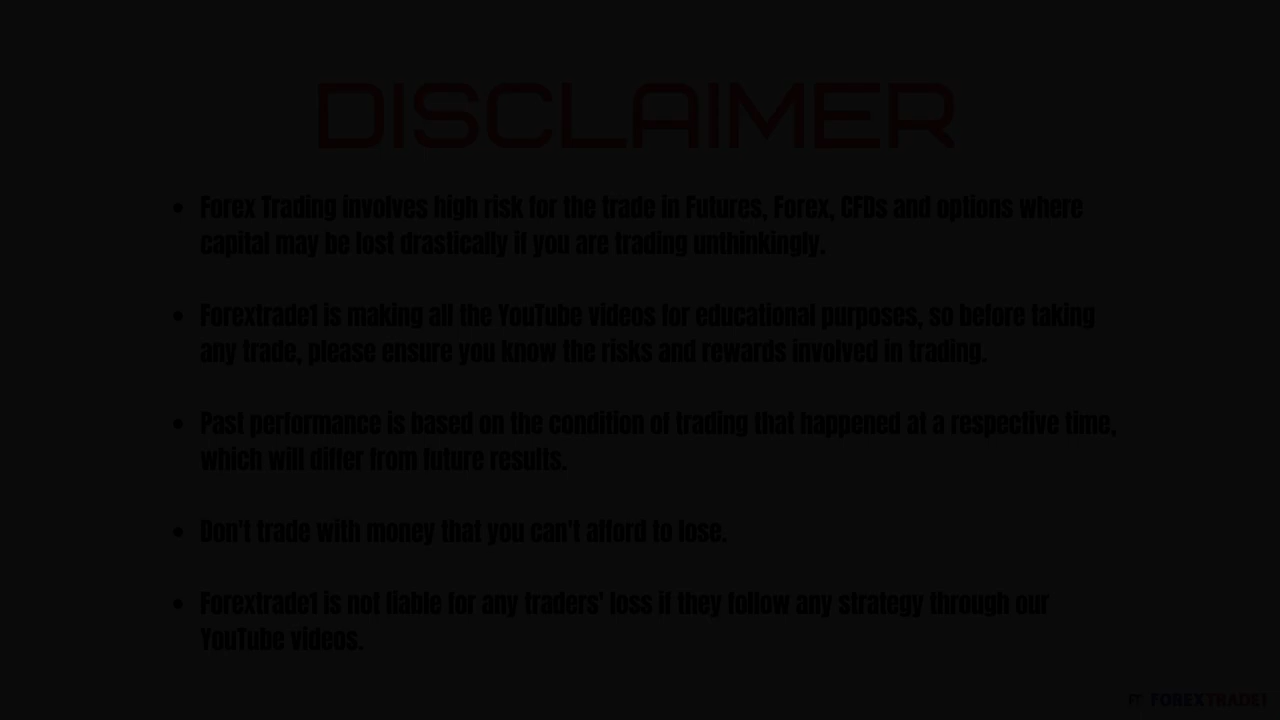 DISCLAIMER
• Forex Trading involves high risk for the trade in Futures, Forex, CFDs and options where
capital may be lost drastically if you are trading unthinkingly.
• Forextrade1 is making all the YouTube videos for educational purposes, so before taking
any trade, please ensure you know the risks and rewards involved in trading.
• Past performance is based on the condition of trading that happened at a respective time,
which will differ from future results.
• Don't trade with money that you can't afford to lose.
• Forextrade1 is not liable for any traders' loss if they follow any strategy through our
YouTube videos.
FT FOREXTRADE1